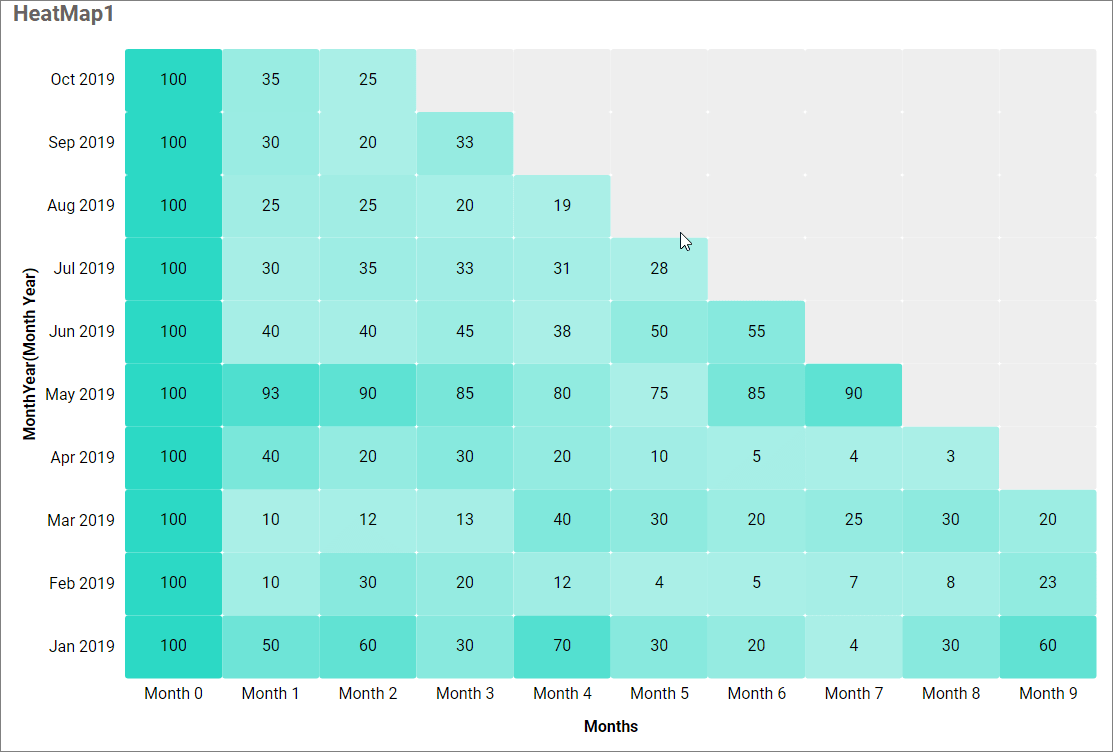 HeatMap1
MonthYear(Month Year)
Oct 2019 100 35 25
Sep 2019 100 30 20 33
Aug 2019 100 25 25 20 19
Jul 2019 100 30 35 33 31 28
Jun 2019 100 40 40 45 38 50 55
May 2019 100 93 90 85 80 75 85 90
Apr 2019 100 40 20 30 20 10 5 4 3
Mar 2019 100 10 12 13 40 30 20 25 30 20
Feb 2019 100 10 30 20 12 4 5 7 8 23
Jan 2019 100 50 60 30 70 30 20 4 30 60
Month 0 Month 1 Month 2 Month 3 Month 4 Month 5 Month 6 Month 7 Month 8 Month 9
Months